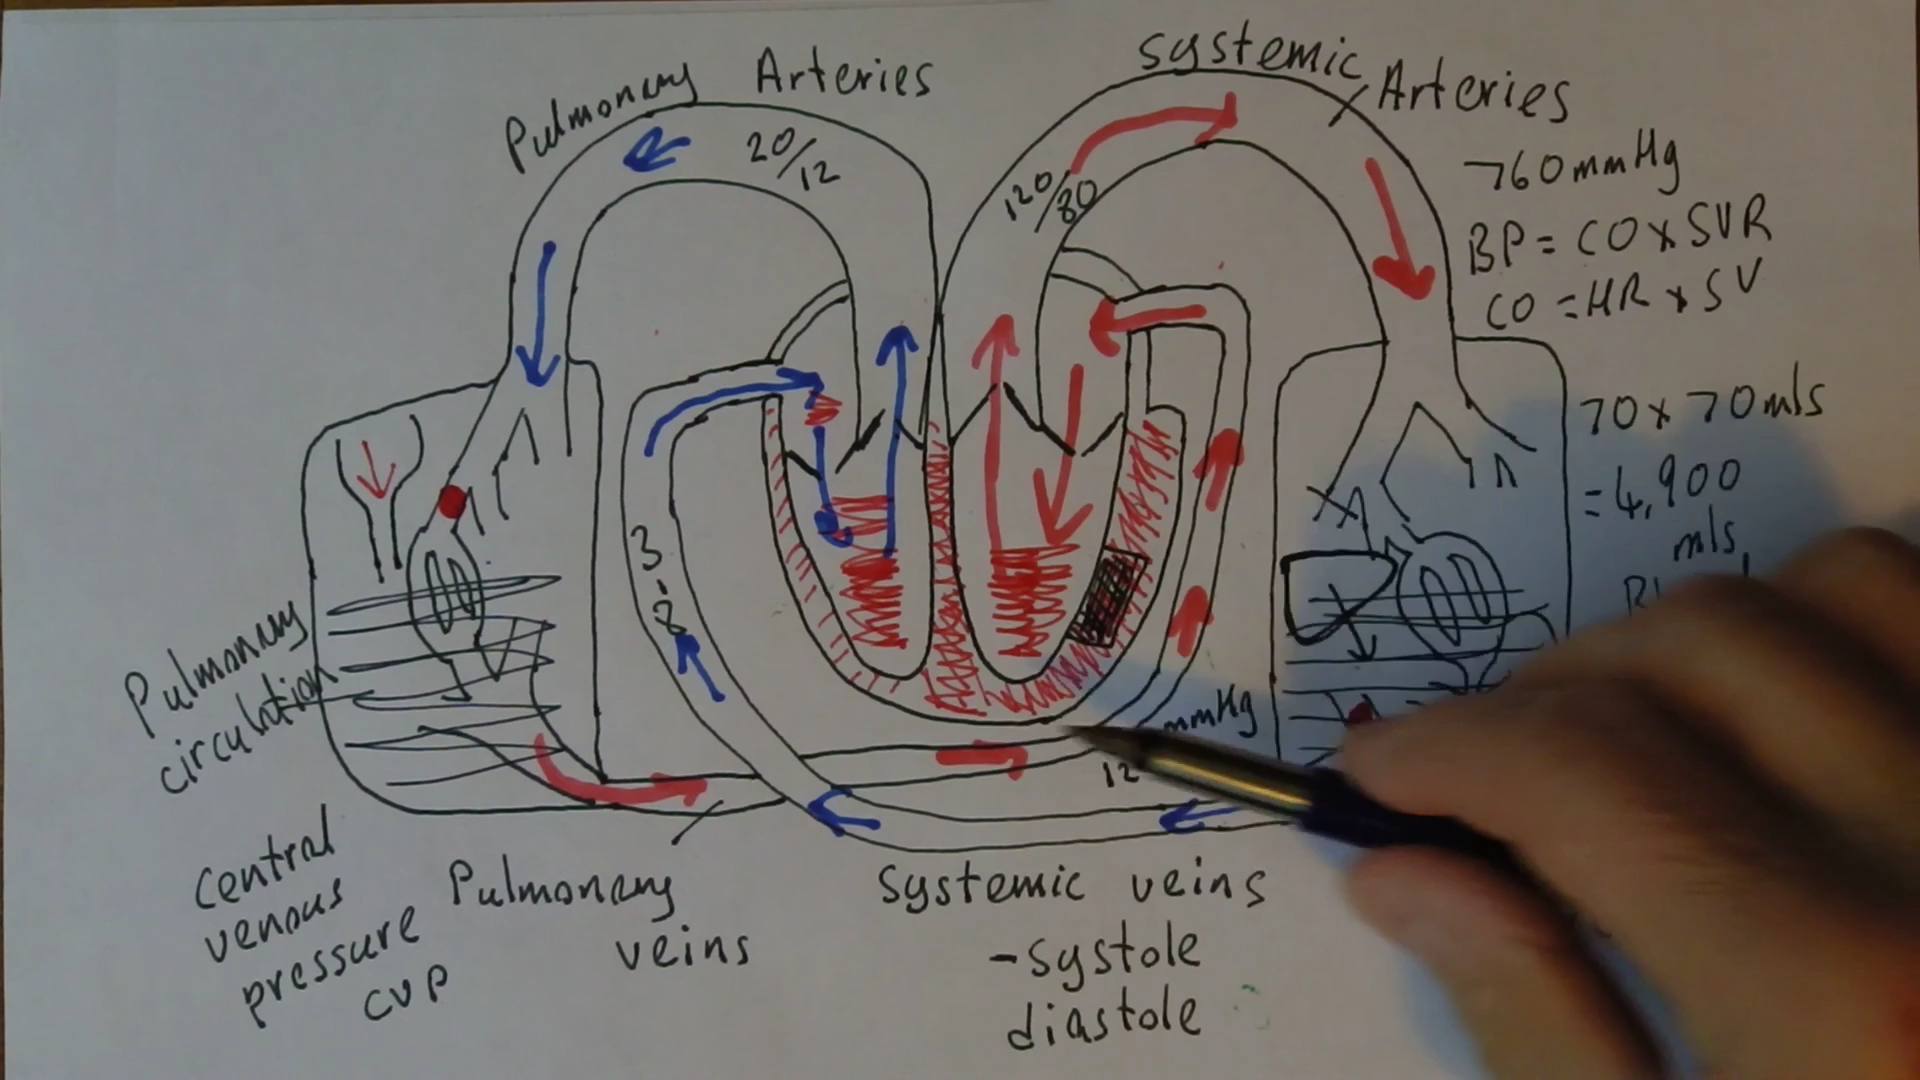 Pulmonary Arteries
systemic Arteries
20/12
120/80
760mmHg
BP = CO x SVR
CO = HR x SV
70 x 70mls
= 4,900
mls
3-8
mmHg
12
Pulmonary
circulation
central
venous
pressure
CVP
Pulmonary
veins
Systemic veins
-systole
diastole